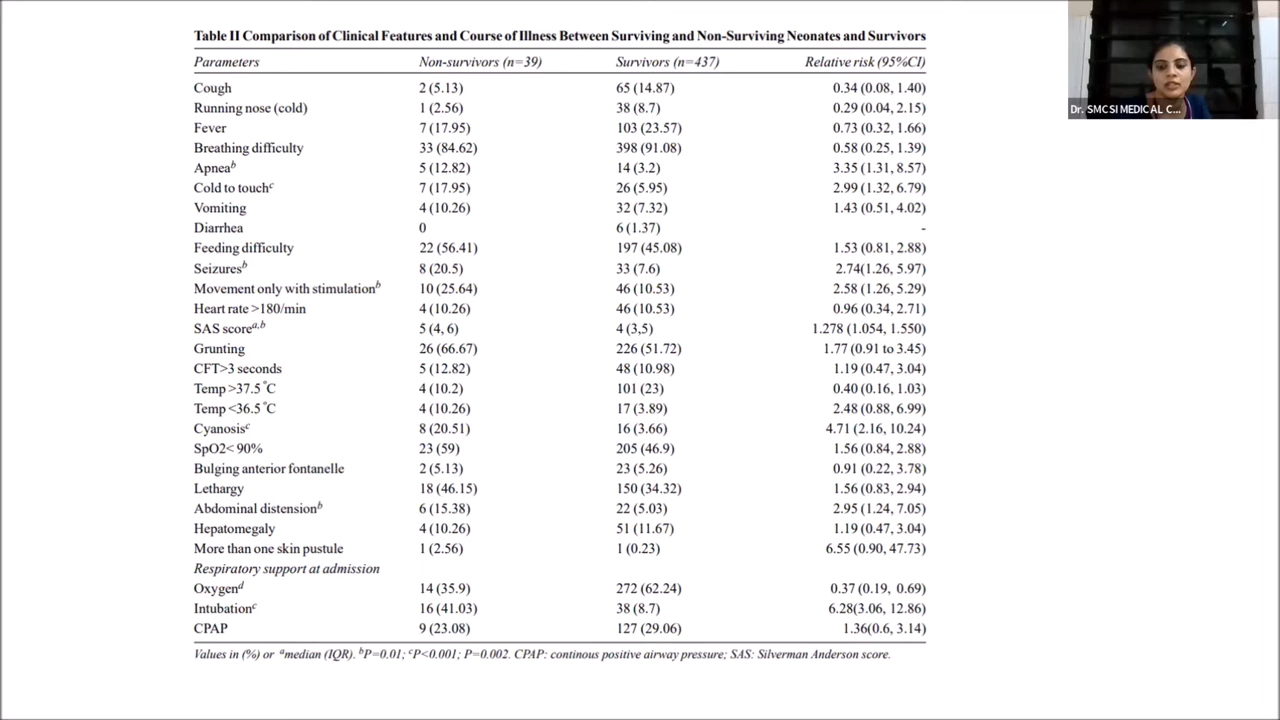 Table II Comparison of Clinical Features and Course of Illness Between Surviving and Non-Surviving Neonates and Survivors
Parameters Non-survivors (n=39) Survivors (n=437) Relative risk (95%CI)
Cough 2 (5.13) 65 (14.87) 0.34 (0.08, 1.40)
Running nose (cold) 1 (2.56) 38 (8.7) 0.29 (0.04, 2.15)
Fever 7 (17.95) 103 (23.57) 0.73 (0.32, 1.66)
Breathing difficulty 33 (84.62) 398 (91.08) 0.58 (0.25, 1.39)
Apnea^b 5 (12.82) 14 (3.2) 3.35 (1.31, 8.57)
Cold to touch^c 7 (17.95) 26 (5.95) 2.99 (1.32, 6.79)
Vomiting 4 (10.26) 32 (7.32) 1.43 (0.51, 4.02)
Diarrhea 0 6 (1.37) -
Feeding difficulty 22 (56.41) 197 (45.08) 1.53 (0.81, 2.88)
Seizures^b 8 (20.5) 33 (7.6) 2.74(1.26, 5.97)
Movement only with stimulation^b 10 (25.64) 46 (10.53) 2.58 (1.26, 5.29)
Heart rate >180/min 4 (10.26) 46 (10.53) 0.96 (0.34, 2.71)
SAS score^a,b 5 (4, 6) 4 (3,5) 1.278 (1.054, 1.550)
Grunting 26 (66.67) 226 (51.72) 1.77 (0.91 to 3.45)
CFT>3 seconds 5 (12.82) 48 (10.98) 1.19 (0.47, 3.04)
Temp >37.5 °C 4 (10.2) 101 (23) 0.40 (0.16, 1.03)
Temp <36.5 °C 4 (10.26) 17 (3.89) 2.48 (0.88, 6.99)
Cyanosis^c 8 (20.51) 16 (3.66) 4.71 (2.16, 10.24)
SpO2< 90% 23 (59) 205 (46.9) 1.56 (0.84, 2.88)
Bulging anterior fontanelle 2 (5.13) 23 (5.26) 0.91 (0.22, 3.78)
Lethargy 18 (46.15) 150 (34.32) 1.56 (0.83, 2.94)
Abdominal distension^b 6 (15.38) 22 (5.03) 2.95 (1.24, 7.05)
Hepatomegaly 4 (10.26) 51 (11.67) 1.19 (0.47, 3.04)
More than one skin pustule 1 (2.56) 1 (0.23) 6.55 (0.90, 47.73)
Respiratory support at admission
Oxygen^d 14 (35.9) 272 (62.24) 0.37 (0.19, 0.69)
Intubation^c 16 (41.03) 38 (8.7) 6.28(3.06, 12.86)
CPAP 9 (23.08) 127 (29.06) 1.36(0.6, 3.14)
Values in (%) or ^a median (IQR). ^bP=0.01; ^cP<0.001; P=0.002. CPAP: continous positive airway pressure; SAS: Silverman Anderson score.
Dr. SMCSI MEDICAL C...